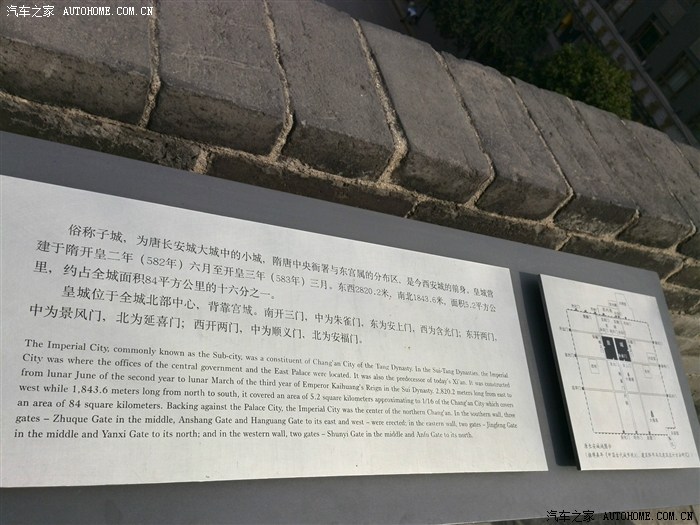 汽车之家 AUTOHOME.COM.CN
俗称子城，为唐长安城大城中的小城，隋唐中央衙署与东宫属的分布区，是今西安城的前身。皇城营
建于隋开皇二年（582年）六月至开皇三年（583年）三月。东西2820.2米，南北1843.6米，面积5.2平方公
里，约占全城面积84平方公里的十六分之一。
皇城位于全城北部中心，背靠宫城。南开三门，中为朱雀门，东为安上门，西为含光门；东开两门，
中为景风门，北为延喜门；西开两门，中为顺义门，北为安福门。
The Imperial City, commonly known as the Sub-city, was a constituent of Chang'an City of the Tang Dynasty. In the Sui-Tang Dynasties, the Imperial
City was where the offices of the central government and the East Palace were located. It was also the predecessor of today's Xi'an. It was constructed
from lunar June of the second year to lunar March of the third year of Emperor Kaihuang's Reign in the Sui Dynasty. 2,820.2 meters long from east to
west while 1,843.6 meters long from north to south, it covered an area of 5.2 square kilometers approximating to 1/16 of the Chang'an City which covers
an area of 84 square kilometers. Backing against the Palace City, the Imperial City was the center of the northern Chang'an. In the southern wall, three
gates – Zhuque Gate in the middle, Anshang Gate and Hanguang Gate to its east and west – were erected; in the eastern wall, two gates – Jingfeng Gate
in the middle and Yanxi Gate to its north; and in the western wall, two gates – Shunyi Gate in the middle and Anfu Gate to its north.
汽车之家 AUTOHOME.COM.CN